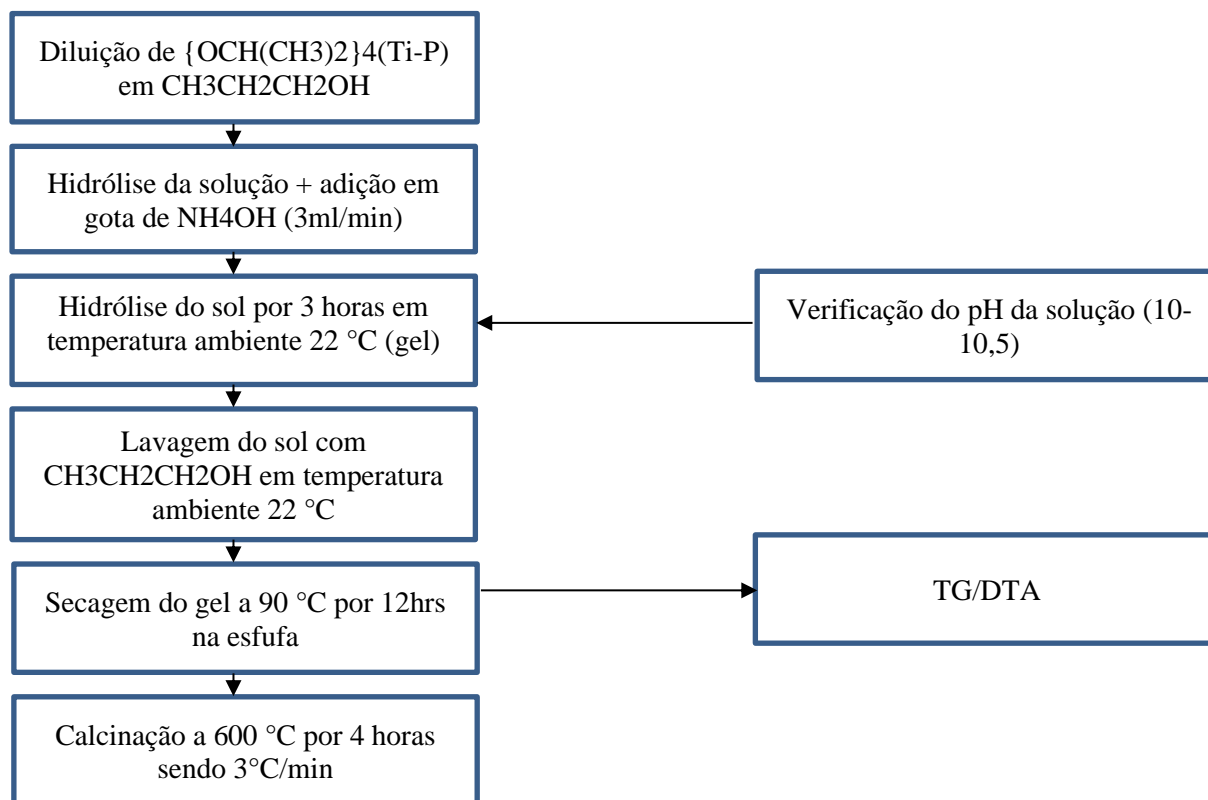 Diluição de {OCH(CH3)2}4(Ti-P)
em CH3CH2CH2OH
Hidrólise da solução + adição em
gota de NH4OH (3ml/min)
Hidrólise do sol por 3 horas em
temperatura ambiente 22 °C (gel)
Verificação do pH da solução (10-
10,5)
Lavagem do sol com
CH3CH2CH2OH em temperatura
ambiente 22 °C
Secagem do gel a 90 °C por 12hrs
na esfufa
TG/DTA
Calcinação a 600 °C por 4 horas
sendo 3°C/min